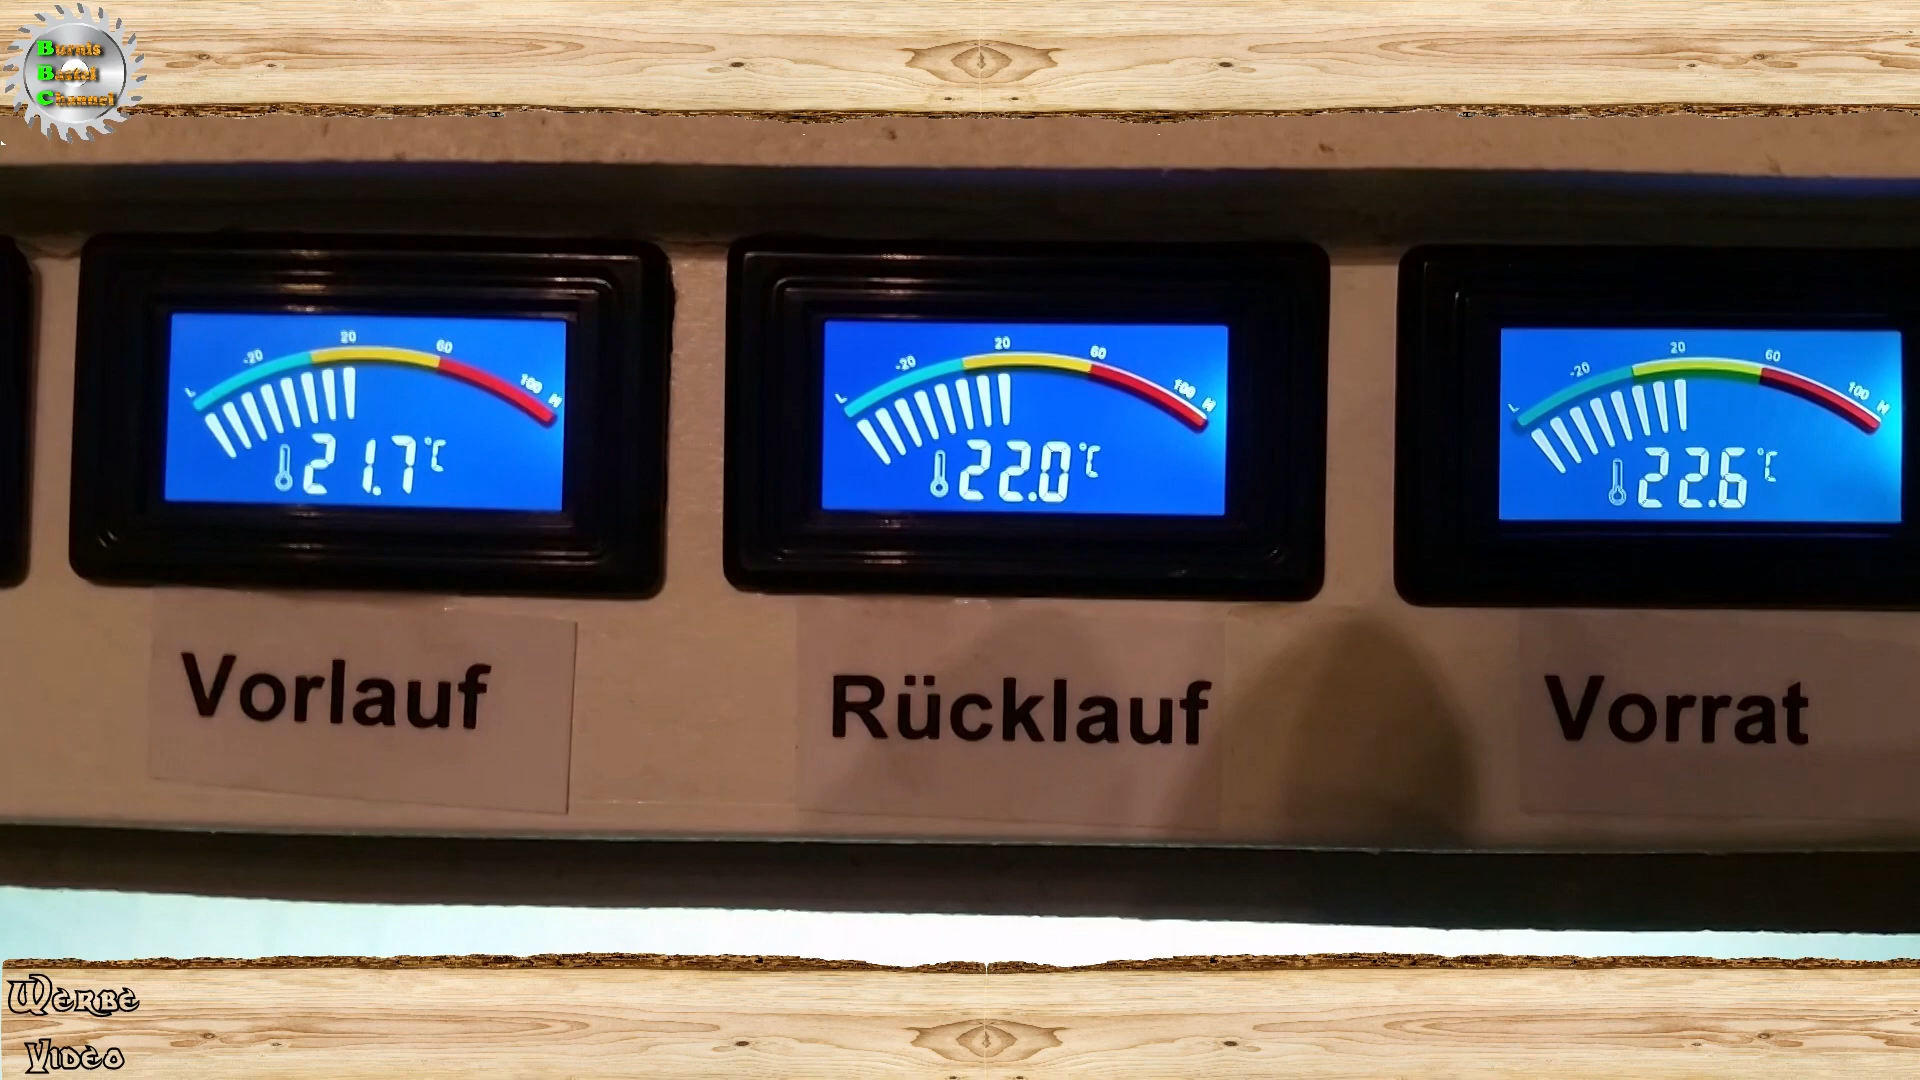 Burnis
Bastel
Channel
L -20 20 60 100 H
21.7°C
L -20 20 60 100 H
22.0°C
L -20 20 60 100 H
22.6°C
Vorlauf
Rücklauf
Vorrat
Werbe
Video